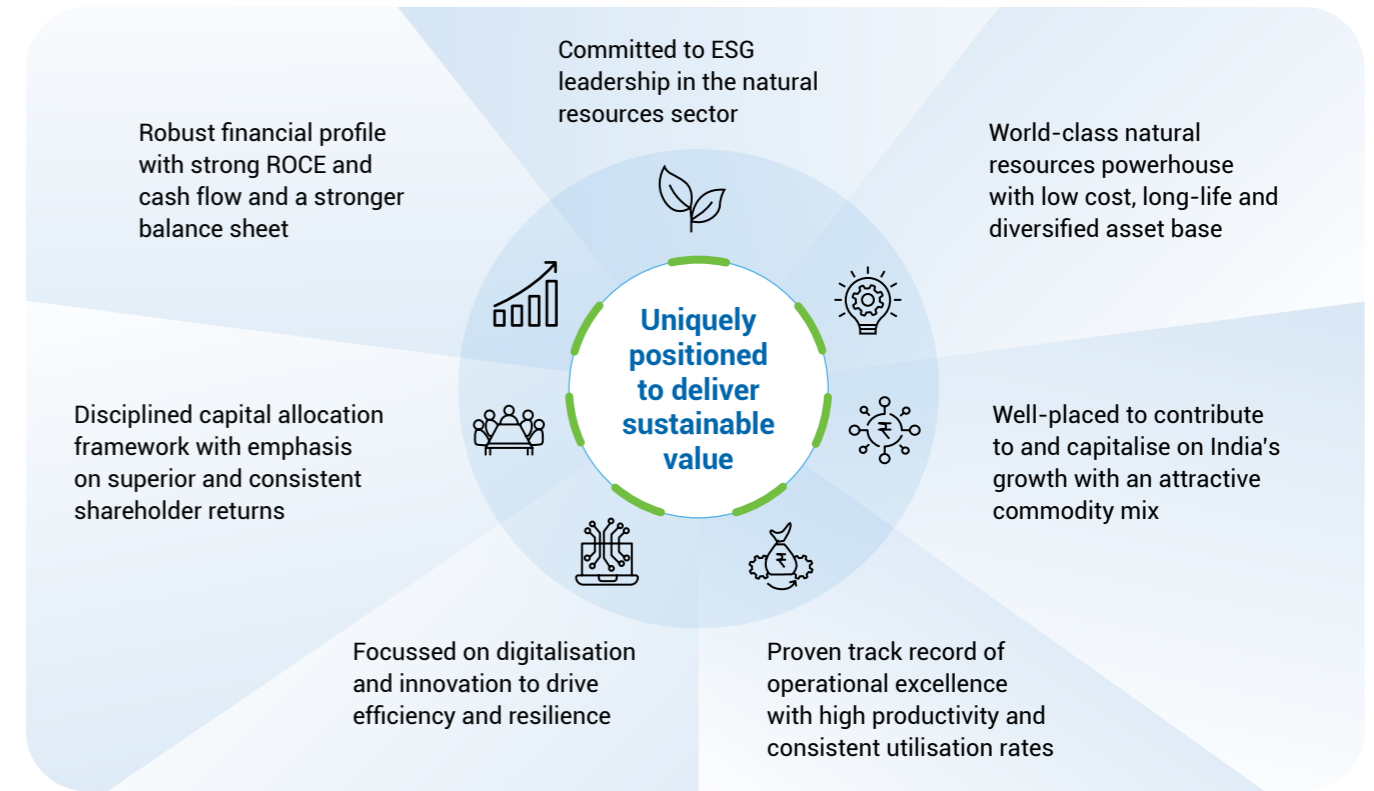 Committed to ESG
leadership in the natural
resources sector
World-class natural
resources powerhouse
with low cost, long-life and
diversified asset base
Well-placed to contribute
to and capitalise on India's
growth with an attractive
commodity mix
Proven track record of
operational excellence
with high productivity and
consistent utilisation rates
Focussed on digitalisation
and innovation to drive
efficiency and resilience
Disciplined capital allocation
framework with emphasis
on superior and consistent
shareholder returns
Robust financial profile
with strong ROCE and
cash flow and a stronger
balance sheet
Uniquely
positioned
to deliver
sustainable
value
₹
₹